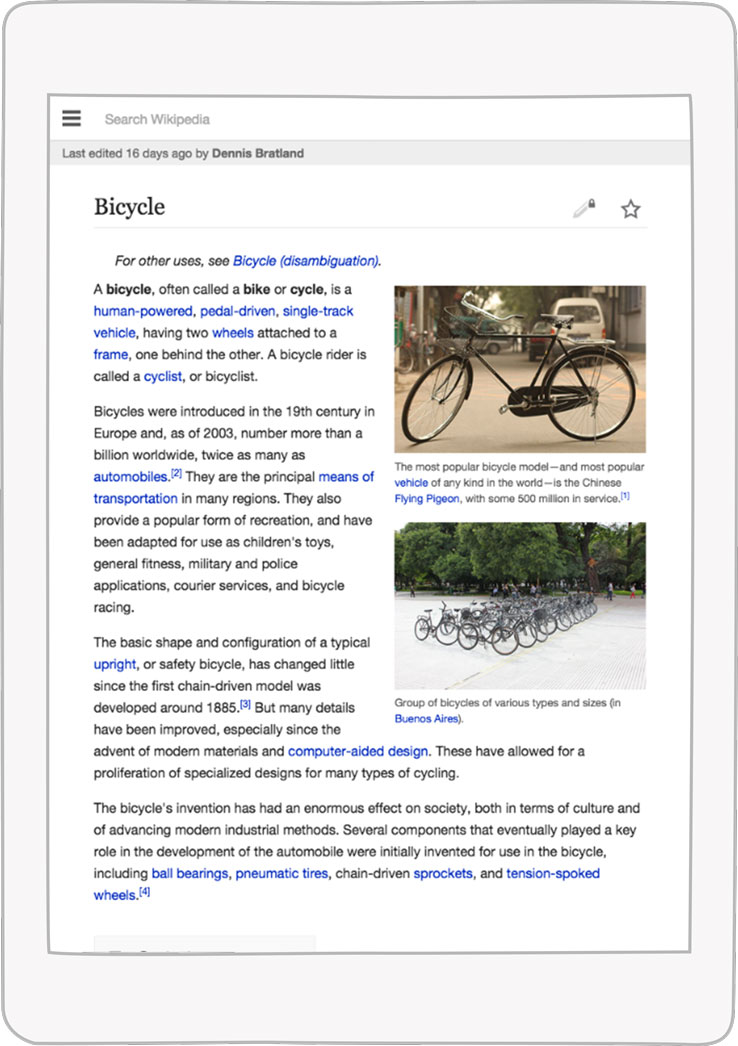 Search Wikipedia
Last edited 16 days ago by Dennis Bratland
Bicycle
For other uses, see Bicycle (disambiguation).
A bicycle, often called a bike or cycle, is a
human-powered, pedal-driven, single-track
vehicle, having two wheels attached to a
frame, one behind the other. A bicycle rider is
called a cyclist, or bicyclist.
Bicycles were introduced in the 19th century in
Europe and, as of 2003, number more than a
billion worldwide, twice as many as
automobiles.[2] They are the principal means of
transportation in many regions. They also
provide a popular form of recreation, and have
been adapted for use as children's toys,
general fitness, military and police
applications, courier services, and bicycle
racing.
The most popular bicycle model—and most popular
vehicle of any kind in the world—is the Chinese
Flying Pigeon, with some 500 million in service.[1]
Group of bicycles of various types and sizes (in
Buenos Aires).
The basic shape and configuration of a typical
upright, or safety bicycle, has changed little
since the first chain-driven model was
developed around 1885.[3] But many details
have been improved, especially since the
advent of modern materials and computer-aided design. These have allowed for a
proliferation of specialized designs for many types of cycling.
The bicycle's invention has had an enormous effect on society, both in terms of culture and
of advancing modern industrial methods. Several components that eventually played a key
role in the development of the automobile were initially invented for use in the bicycle,
including ball bearings, pneumatic tires, chain-driven sprockets, and tension-spoked
wheels.[4]